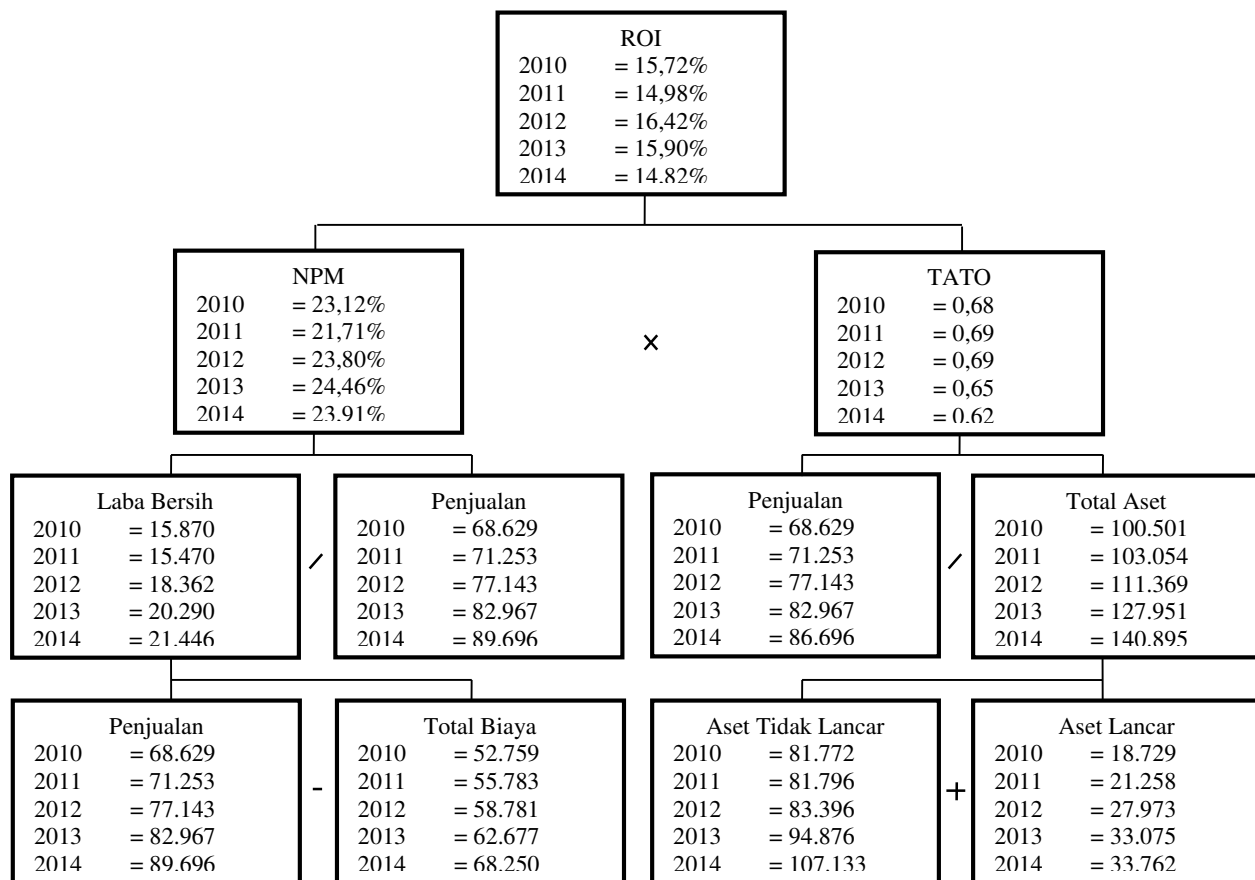 ROI
2010 = 15,72%
2011 = 14,98%
2012 = 16,42%
2013 = 15,90%
2014 = 14,82%
NPM
2010 = 23,12%
2011 = 21,71%
2012 = 23,80%
2013 = 24,46%
2014 = 23,91%
×
TATO
2010 = 0,68
2011 = 0,69
2012 = 0,69
2013 = 0,65
2014 = 0,62
Laba Bersih
2010 = 15.870
2011 = 15.470
2012 = 18.362
2013 = 20.290
2014 = 21.446
/
Penjualan
2010 = 68.629
2011 = 71.253
2012 = 77.143
2013 = 82.967
2014 = 89.696
Penjualan
2010 = 68.629
2011 = 71.253
2012 = 77.143
2013 = 82.967
2014 = 86.696
/
Total Aset
2010 = 100.501
2011 = 103.054
2012 = 111.369
2013 = 127.951
2014 = 140.895
Penjualan
2010 = 68.629
2011 = 71.253
2012 = 77.143
2013 = 82.967
2014 = 89.696
-
Total Biaya
2010 = 52.759
2011 = 55.783
2012 = 58.781
2013 = 62.677
2014 = 68.250
Aset Tidak Lancar
2010 = 81.772
2011 = 81.796
2012 = 83.396
2013 = 94.876
2014 = 107.133
+
Aset Lancar
2010 = 18.729
2011 = 21.258
2012 = 27.973
2013 = 33.075
2014 = 33.762